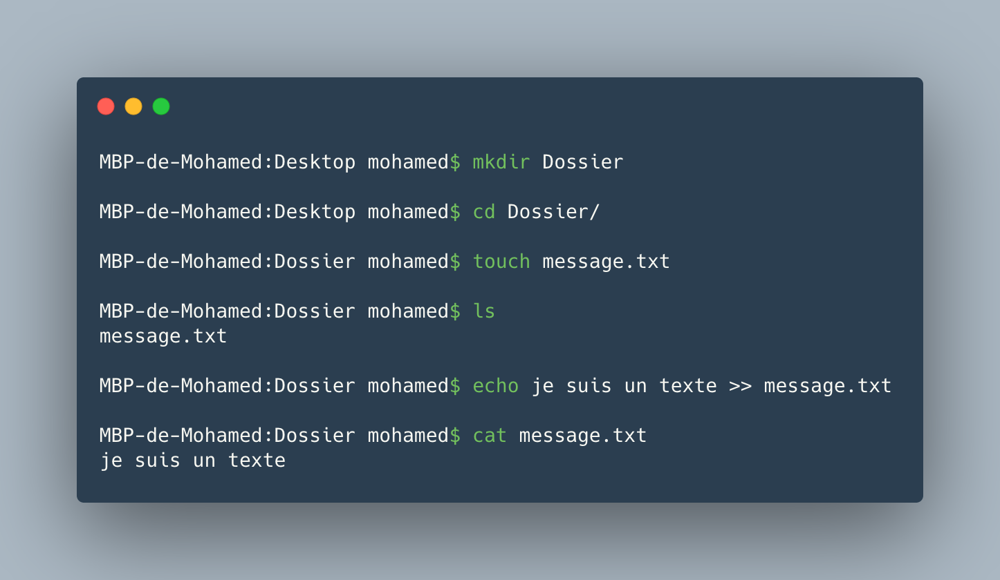 MBP-de-Mohamed:Desktop mohamed$ mkdir Dossier
MBP-de-Mohamed:Desktop mohamed$ cd Dossier/
MBP-de-Mohamed:Dossier mohamed$ touch message.txt
MBP-de-Mohamed:Dossier mohamed$ ls
message.txt
MBP-de-Mohamed:Dossier mohamed$ echo je suis un texte >> message.txt
MBP-de-Mohamed:Dossier mohamed$ cat message.txt
je suis un texte